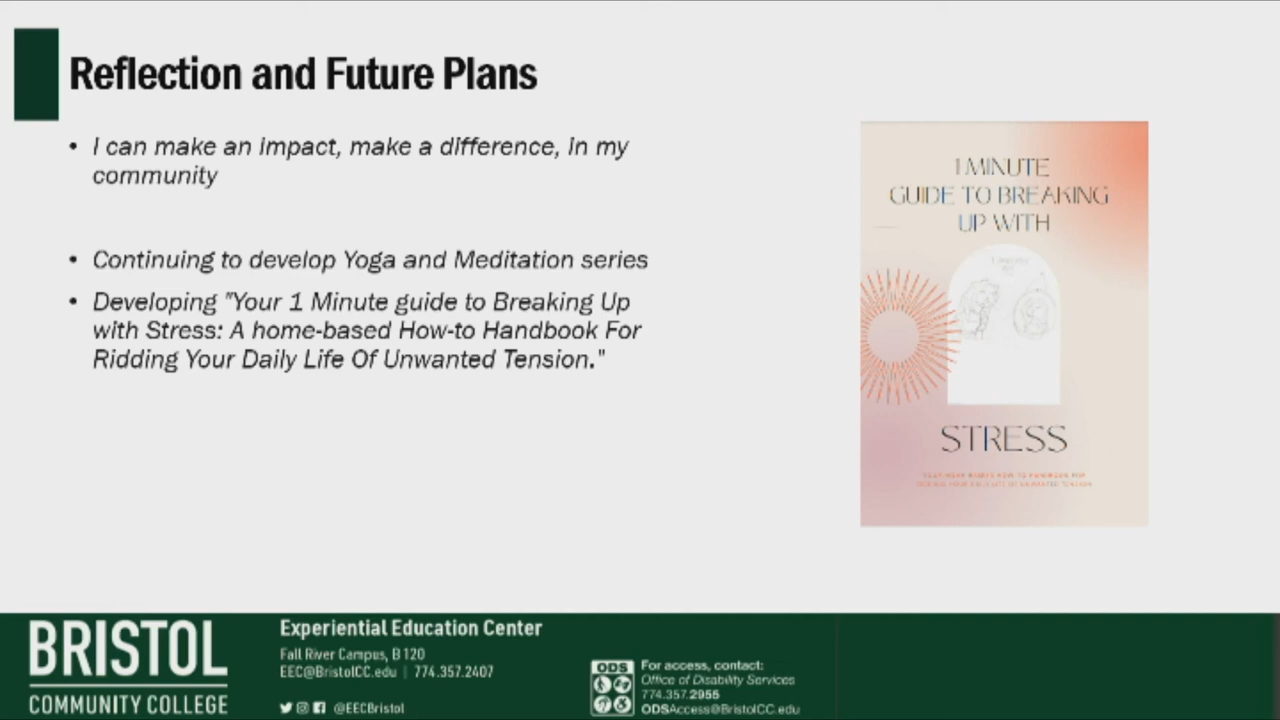 Reflection and Future Plans
• I can make an impact, make a difference, in my
community
• Continuing to develop Yoga and Meditation series
• Developing "Your 1 Minute guide to Breaking Up
with Stress: A home-based How-to Handbook For
Ridding Your Daily Life Of Unwanted Tension."
1 MINUTE
GUIDE TO BREAKING
UP WITH
STRESS
BRISTOL
COMMUNITY COLLEGE
Experiential Education Center
Fall River Campus, B120
EEC@BristolCC.edu | 774.357.2407
@EECBristol
ODS
For access, contact:
Office of Disability Services
774.357.2955
ODSAccess@BristolCC.edu